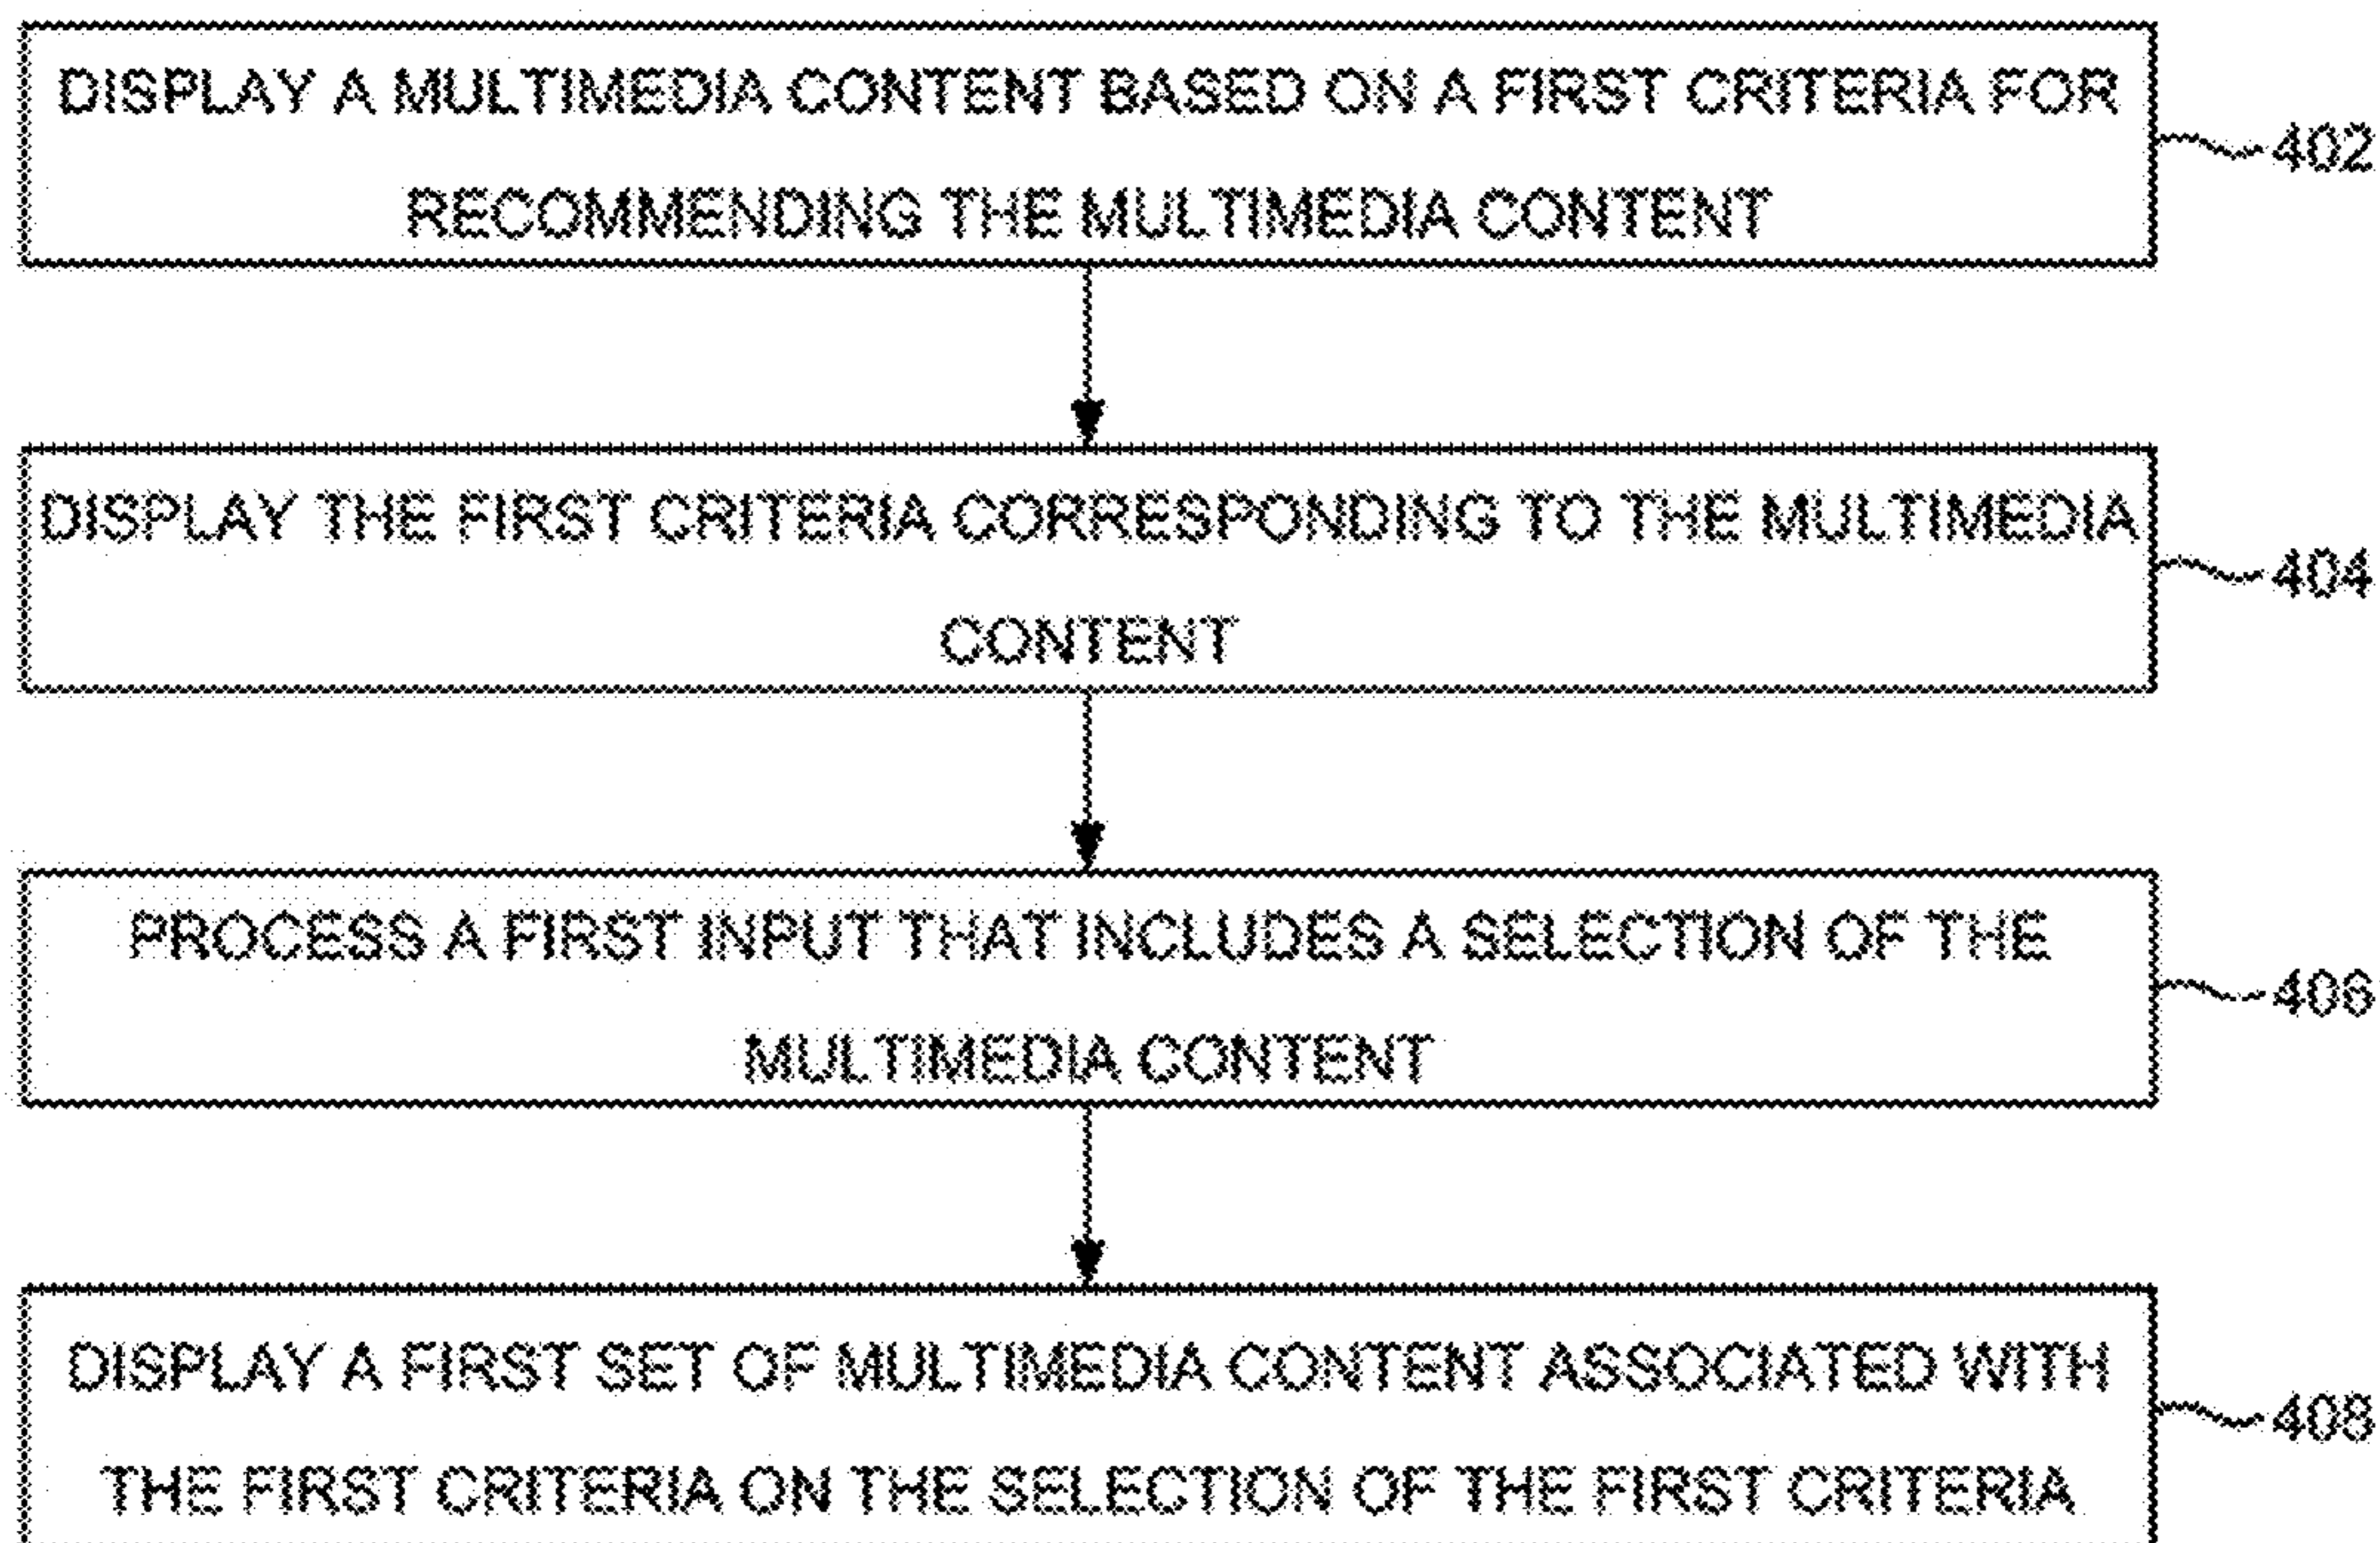 DISPLAY A MULTIMEDIA CONTENT BASED ON A FIRST CRITERIA FOR
RECOMMENDING THE MULTIMEDIA CONTENT
402
DISPLAY THE FIRST CRITERIA CORRESPONDING TO THE MULTIMEDIA
CONTENT
404
PROCESS A FIRST INPUT THAT INCLUDES A SELECTION OF THE
MULTIMEDIA CONTENT
406
DISPLAY A FIRST SET OF MULTIMEDIA CONTENT ASSOCIATED WITH
THE FIRST CRITERIA ON THE SELECTION OF THE FIRST CRITERIA
408